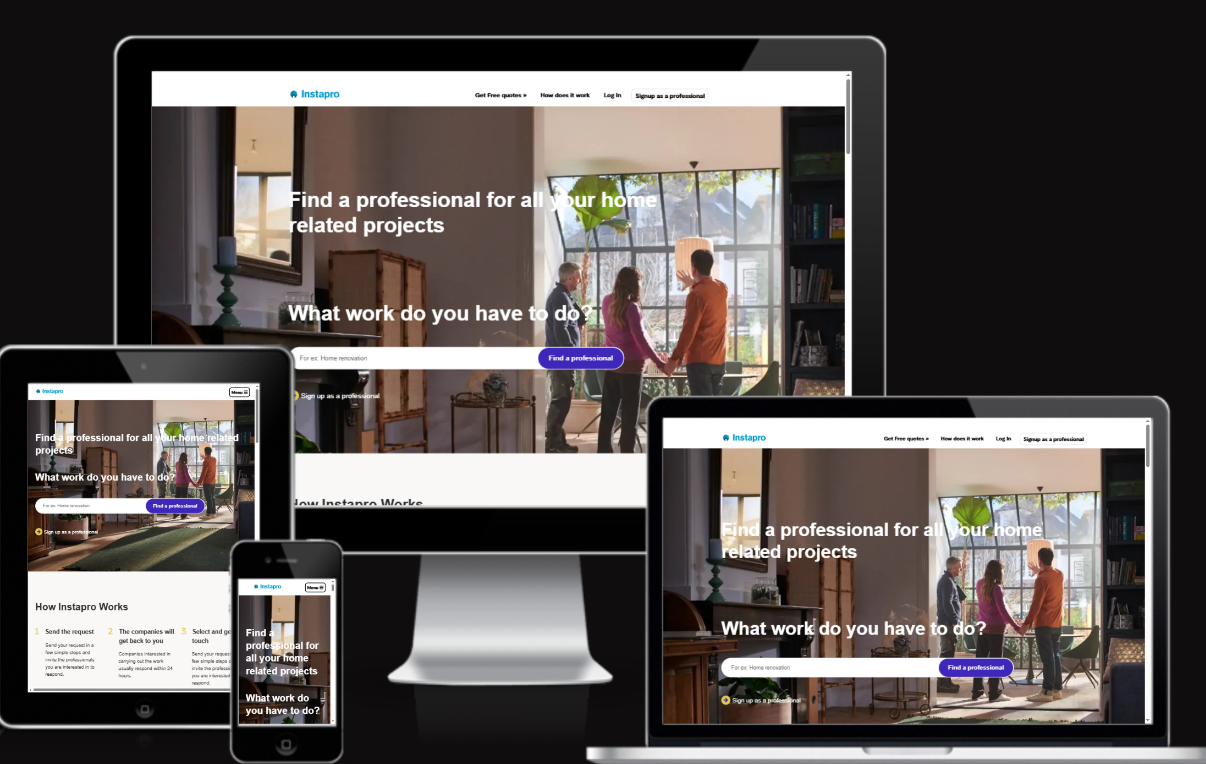 Instapro
Get Free quotes »
How does it work
Log In
Signup as a professional
Find a professional for all your home
related projects
What work do you have to do?
For ex: Home renovation
Find a professional
Sign up as a professional
How Instapro Works
Instapro
Menu ☰
Find a professional for all your home related
projects
What work do you have to do?
For ex: Home renovation
Find a professional
Sign up as a professional
How Instapro Works
1 Send the request
Send your request in a
few simple steps and
invite the professionals
you are interested in to
respond.
2 The companies will
get back to you
Companies interested in
carrying out the work
usually respond within 24
hours.
3 Select and ge
touch
Send your reques
few simple steps
invite the professi
you are interested
respond.
Instapro
Menu ☰
Find a
professional for
all your home
related projects
What work do
you have to do?
Instapro
Get Free quotes »
How does it work
Log In
Signup as a professional
Find a professional for all your home
related projects
What work do you have to do?
For ex: Home renovation
Find a professional
Sign up as a professional